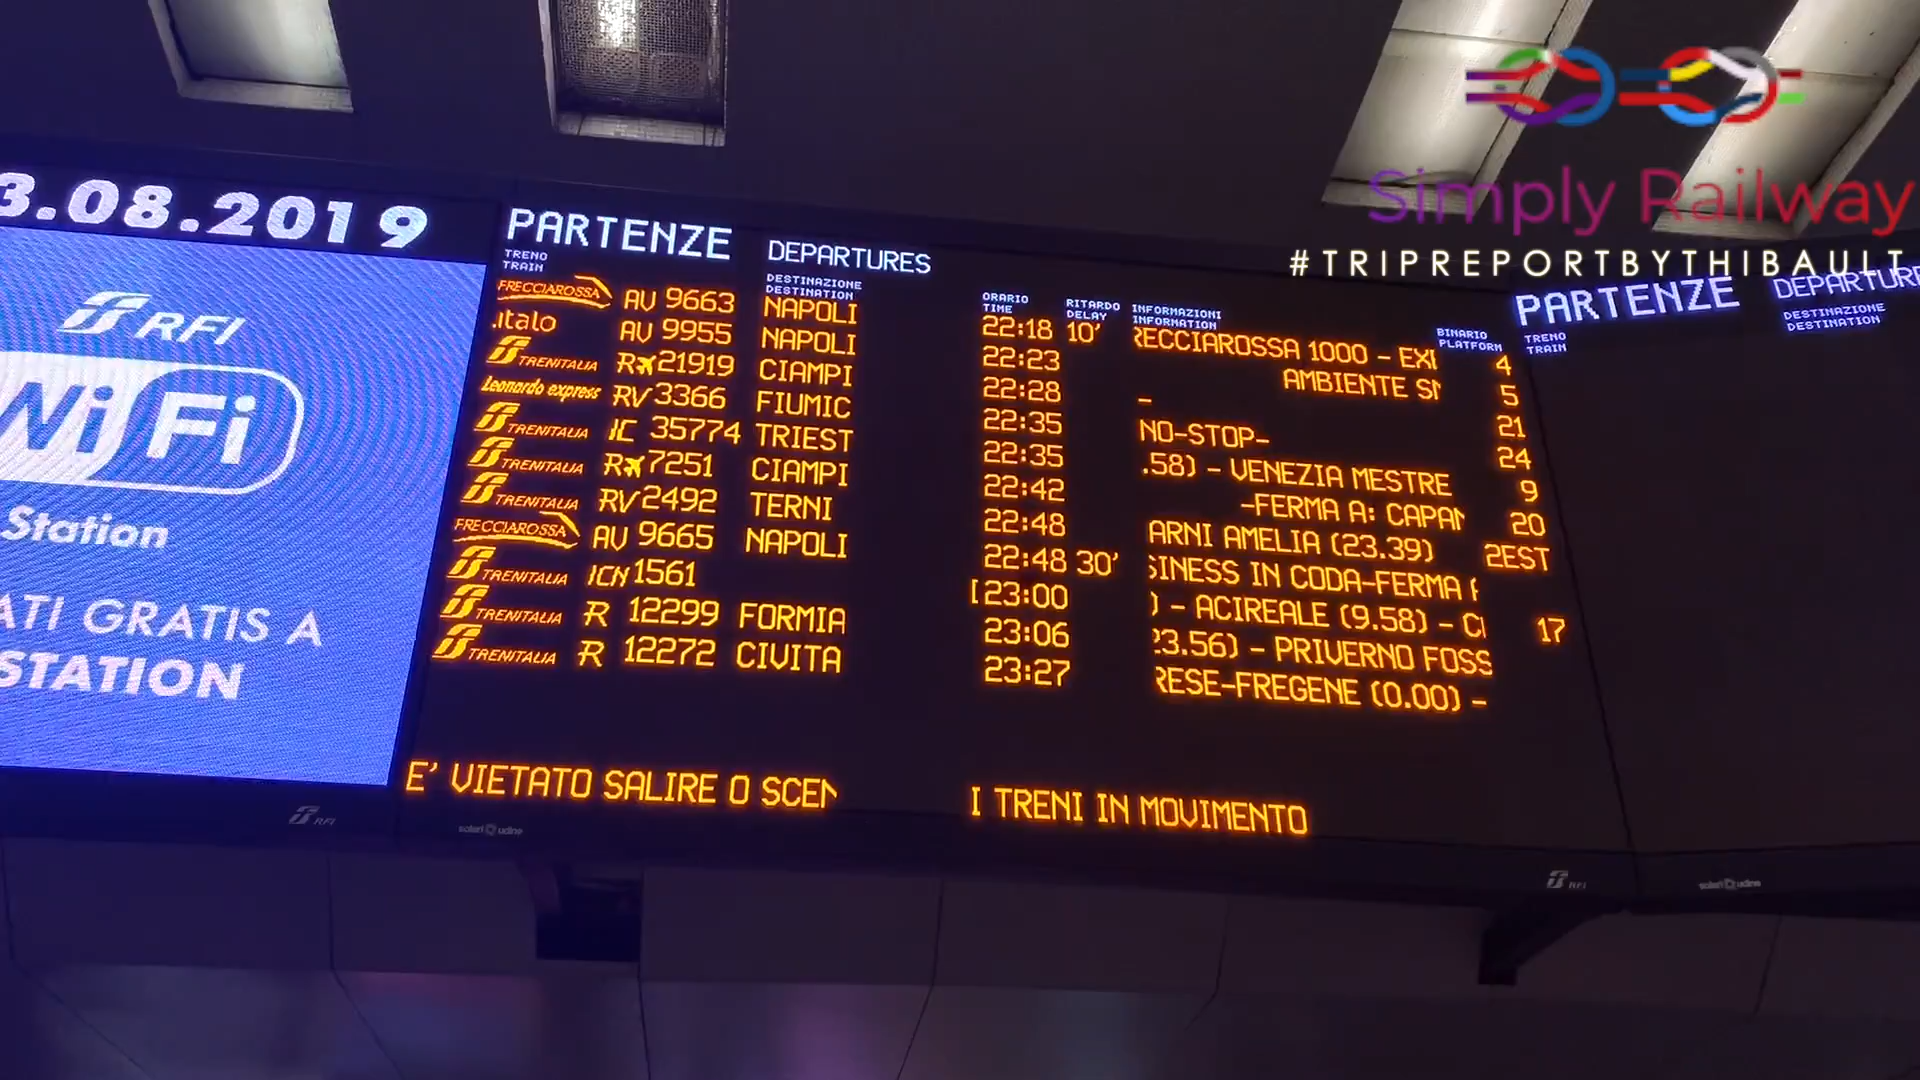 Simply Railway
#TRIPREPORTBYTHIBAULT
3.08.2019
RFI
WiFi
Station
ATI GRATIS A
STATION
RFI
PARTENZE DEPARTURES
TRENO TRAIN
DESTINAZIONE DESTINATION
ORARIO TIME
RITARDO DELAY
INFORMAZIONI INFORMATION
BINARIO PLATFORM
FRECCIAROSSA AV 9663 NAPOLI 22:18 10' RECCIAROSSA 1000 - EX 4
.italo AV 9955 NAPOLI 22:23 AMBIENTE S 5
TRENITALIA R 21919 CIAMPI 22:28 - 21
Leonardo express RV 3366 FIUMIC 22:35 NO-STOP- 24
TRENITALIA IC 35774 TRIEST 22:35 .58) - VENEZIA MESTRE 9
TRENITALIA R 7251 CIAMPI 22:42 -FERMA A: CAPAN 20
TRENITALIA RV 2492 TERNI 22:48 ARNI AMELIA (23.39) 2EST
FRECCIAROSSA AV 9665 NAPOLI 22:48 30' SINESS IN CODA-FERMA
TRENITALIA ICN 1561 23:00 ) - ACIREALE (9.58) - C 17
TRENITALIA R 12299 FORMIA 23:06 23.56) - PRIVERNO FOSS
TRENITALIA R 12272 CIVITA 23:27 RESE-FREGENE (0.00) -
E' VIETATO SALIRE O SCEN I TRENI IN MOVIMENTO
solari udine
RFI
PARTENZE DEPARTURE
TRENO TRAIN
DESTINAZIONE DESTINATION
solari udine